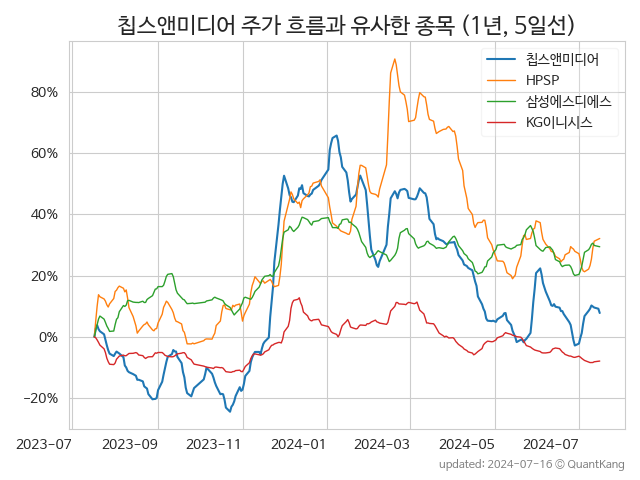 칩스앤미디어 주가 흐름과 유사한 종목 (1년, 5일선)
칩스앤미디어
HPSP
삼성에스디에스
KG이니시스
80%
60%
40%
20%
0%
−20%
2023-07
2023-09
2023-11
2024-01
2024-03
2024-05
2024-07
updated: 2024-07-16 © QuantKang